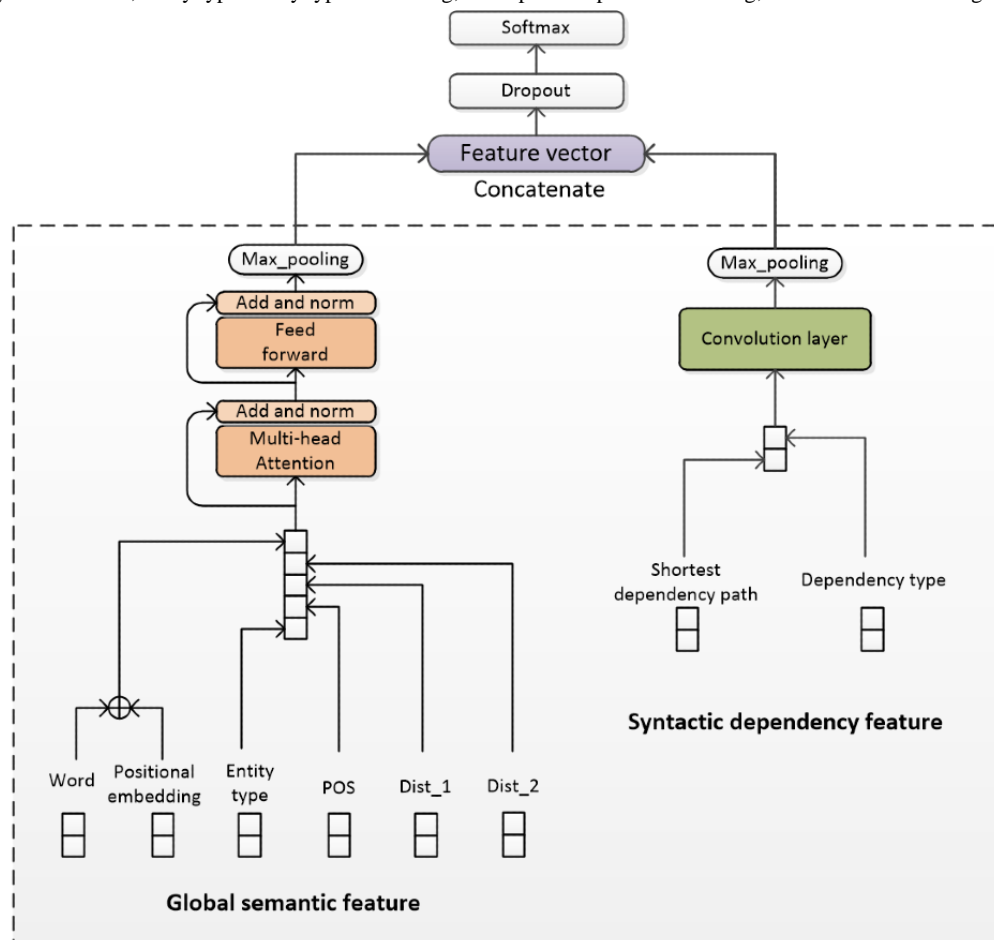 Softmax
Dropout
Feature vector
Concatenate
Max_pooling
Add and norm
Feed
forward
Add and norm
Multi-head
Attention
Word
Positional
embedding
Entity
type
POS
Dist_1
Dist_2
Global semantic feature
Max_pooling
Convolution layer
Shortest
dependency path
Dependency type
Syntactic dependency feature